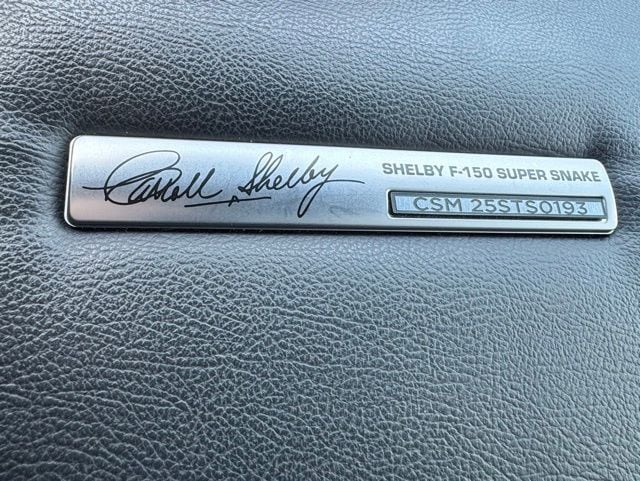 Carroll Shelby
SHELBY F-150 SUPER SNAKE
CSM 25STS0193